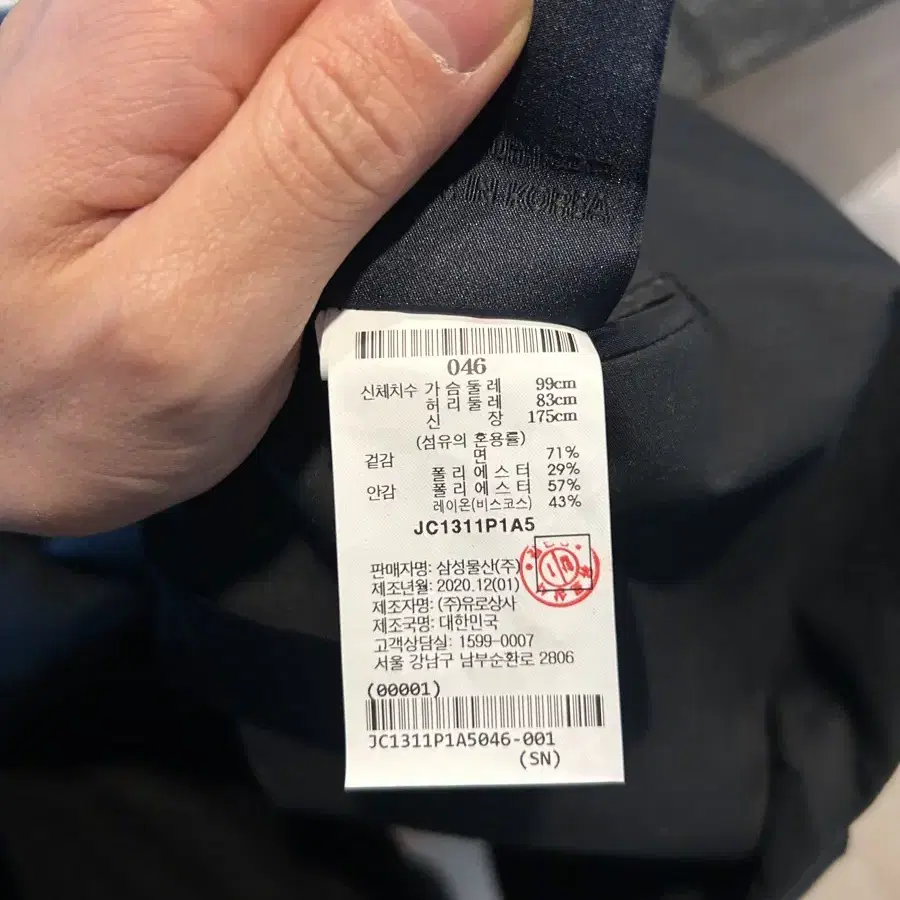 IN KOREA
046
신체치수 가슴둘레 99cm
허리둘레 83cm
신 장 175cm
(섬유의 혼용률)
겉감 면 71%
폴리에스터 29%
안감 폴리에스터 57%
레이온(비스코스) 43%
JC1311P1A5
판매자명: 삼성물산(주)
제조년월: 2020.12(01)
제조자명: (주)유로상사
제조국명: 대한민국
고객상담실: 1599-0007
서울 강남구 남부순환로 2806
(00001)
JC1311P1A5046-001
(SN)